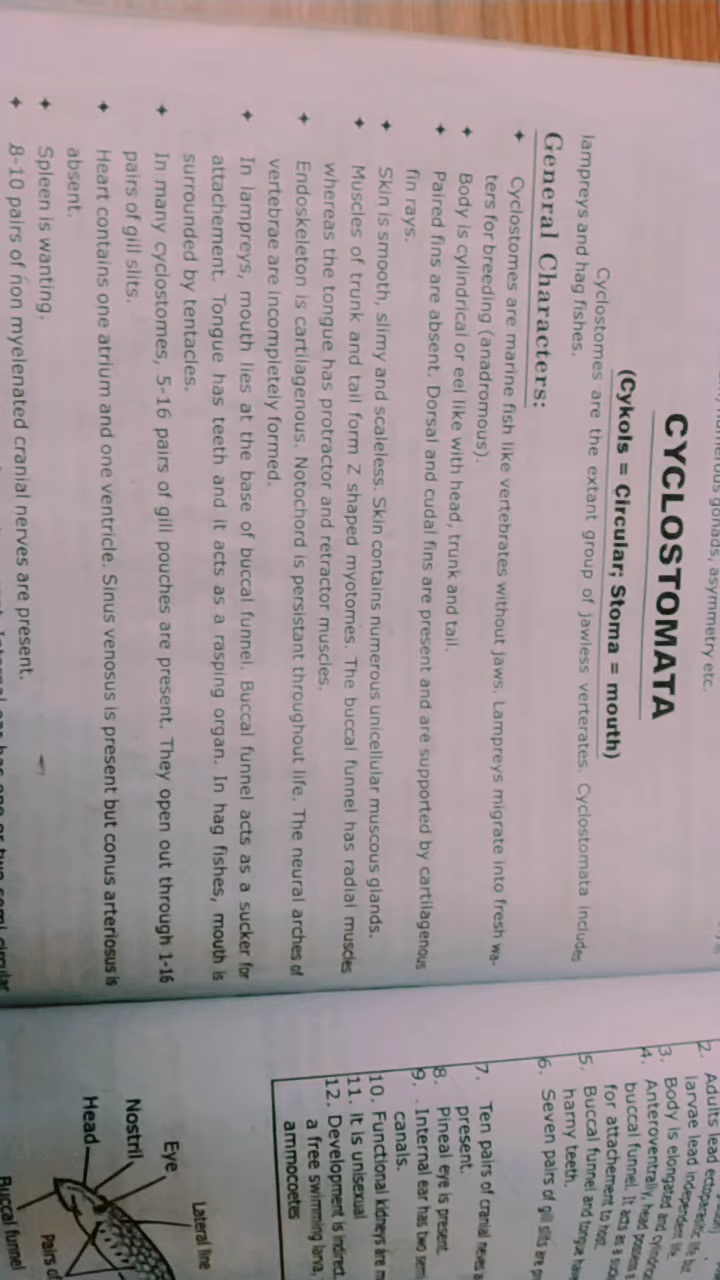 numerous gonads, asymmetry etc.
CYCLOSTOMATA
(Cykols = Circular; Stoma = mouth)
Cyclostomes are the extant group of jawless verterates. Cyclostomata includes
lampreys and hag fishes.
General Characters:
✦ Cyclostomes are marine fish like vertebrates without jaws. Lampreys migrate into fresh wa-
ters for breeding (anadromous).
✦ Body is cylindrical or eel like with head, trunk and tail.
✦ Paired fins are absent. Dorsal and cudal fins are present and are supported by cartilagenous
fin rays.
✦ Skin is smooth, slimy and scaleless. Skin contains numerous unicellular muscous glands.
✦ Muscles of trunk and tail form Z shaped myotomes. The buccal funnel has radial muscles
whereas the tongue has protractor and retractor muscles.
✦ Endoskeleton is cartilagenous. Notochord is persistant throughout life. The neural arches of
vertebrae are incompletely formed.
✦ In lampreys, mouth lies at the base of buccal funnel. Buccal funnel acts as a sucker for
attachement. Tongue has teeth and it acts as a rasping organ. In hag fishes, mouth is
surrounded by tentacles.
✦ In many cyclostomes, 5-16 pairs of gill pouches are present. They open out through 1-16
pairs of gill slits.
✦ Heart contains one atrium and one ventricle. Sinus venosus is present but conus arteriosus is
absent.
✦ Spleen is wanting.
✦ 8-10 pairs of non myelenated cranial nerves are present.
2. Adults lead ectoparasitic life but
larvae lead independent life.
3. Body is elongated and
4. Anteroventrally, head
buccal funnel. It acts as a
for attachement to host.
5. Buccal funnel and tongue
harny teeth.
6. Seven pairs of gill slits are
7. Ten pairs of cranial
present.
8. Pineal eye is present.
9. Internal ear has two
canals.
10. Functional kidneys are
11. it is unisexual
12. Development is indirect.
a free swimming larva,
ammocoetes
Lateral line
Eye
Nostril
Head
Pairs of
Buccal funnel